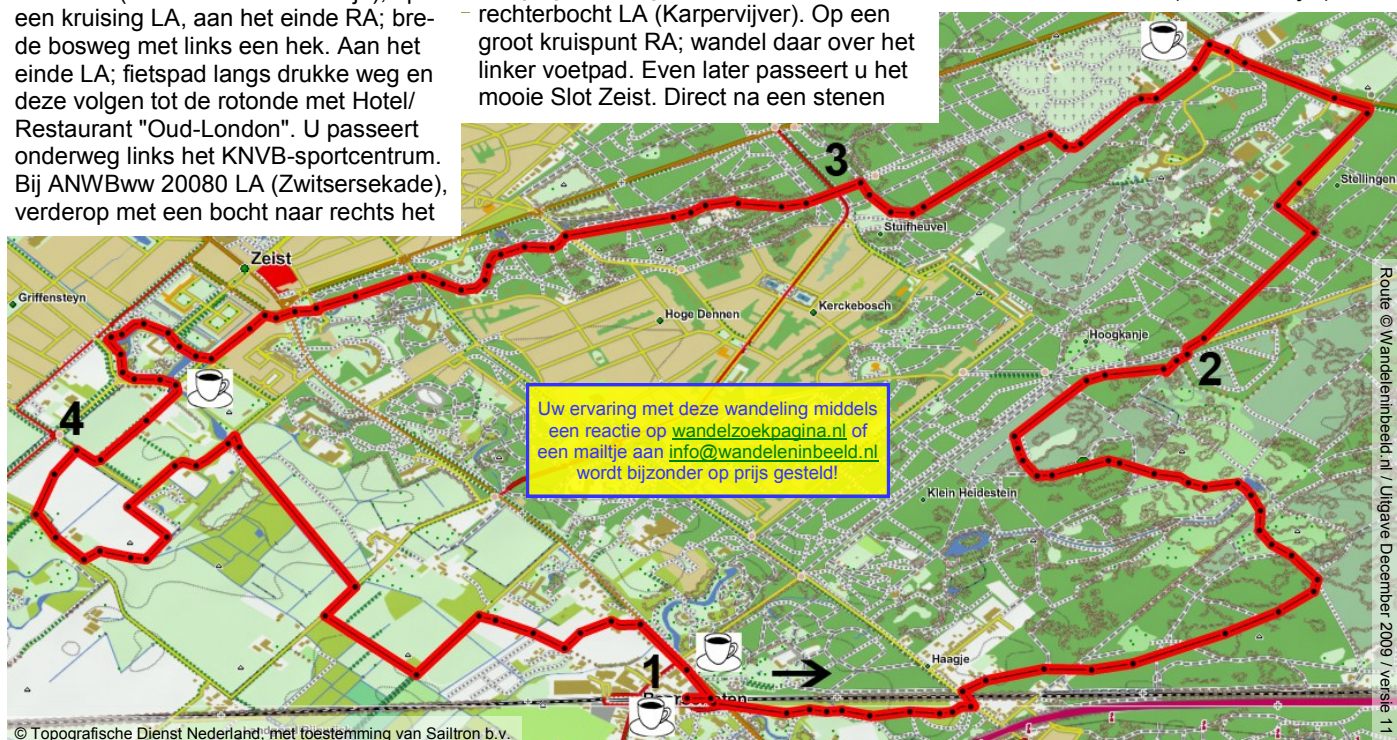 een kruising LA, aan het einde RA; bre-
de bosweg met links een hek. Aan het
einde LA; fietspad langs drukke weg en
deze volgen tot de rotonde met Hotel/
Restaurant "Oud-London". U passeert
onderweg links het KNVB-sportcentrum.
Bij ANWBww 20080 LA (Zwitsersekade),
verderop met een bocht naar rechts het
rechterbocht LA (Karpervijver). Op een
groot kruispunt RA; wandel daar over het
linker voetpad. Even later passeert u het
mooie Slot Zeist. Direct na een stenen
3
Stellingen
Stuifheuvel
Zeist
Griffensteyn
Kerckebosch
Hoge Dennen
Hoogkanje
2
4
Uw ervaring met deze wandeling middels
een reactie op wandelzoekpagina.nl of
een mailtje aan info@wandeleninbeeld.nl
wordt bijzonder op prijs gesteld!
Klein Heidestein
Haagje
1
Route © Wandeleninbeeld.nl / Uitgave December 2009 / versie 11
© Topografische Dienst Nederland, met toestemming van Sailtron b.v.